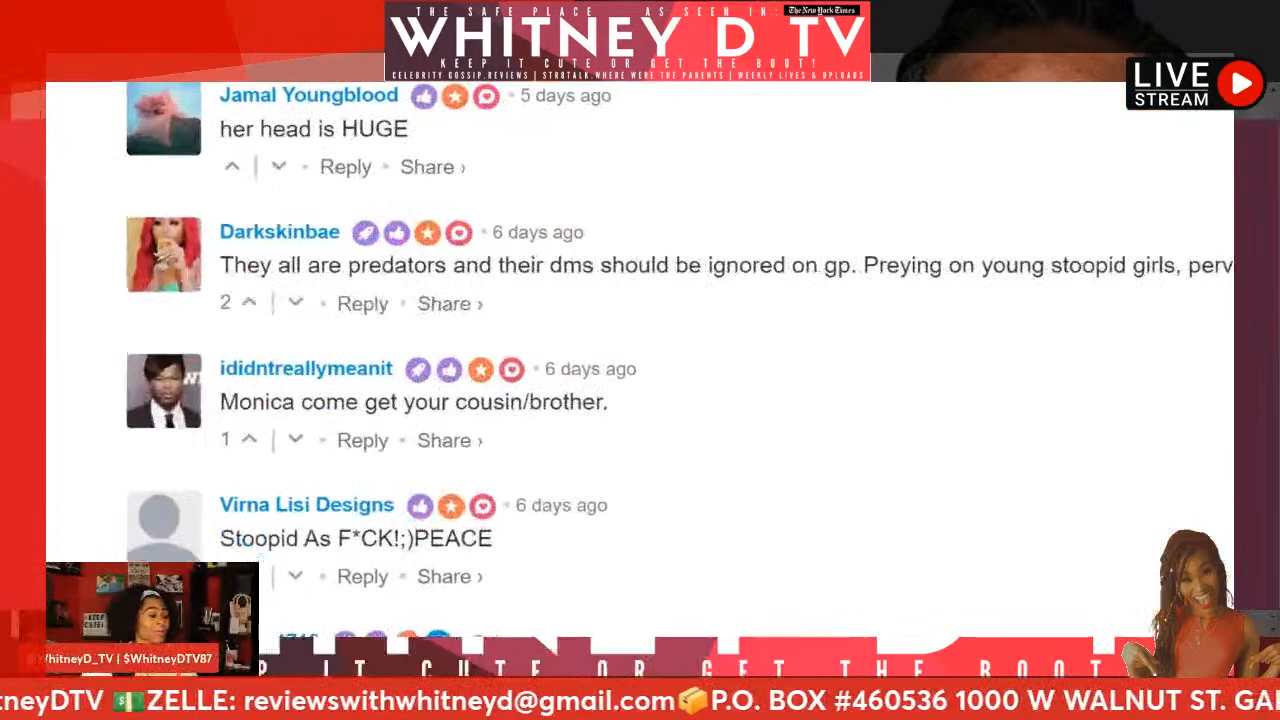 THE SAFE PLACE AS SEEN IN: The New York Times
WHITNEY D TV
KEEP IT CUTE OR GET THE BOOT!
CELEBRITY GOSSIP.REVIEWS | STR8TALK.WHERE WERE THE PARENTS | WEEKLY LIVES & UPLOADS
LIVE
STREAM
Jamal Youngblood • 5 days ago
her head is HUGE
• Reply • Share ›
Darkskinbae • 6 days ago
They all are predators and their dms should be ignored on gp. Preying on young stoopid girls, perv
2 • Reply • Share ›
ididntreallymeanit • 6 days ago
Monica come get your cousin/brother.
1 • Reply • Share ›
Virna Lisi Designs • 6 days ago
Stoopid As F*CK!;)PEACE
• Reply • Share ›
WhitneyD_TV | $WhitneyDTV87
P IT CUTE OR GET THE BOOT
tneyDTV 💵ZELLE: reviewswithwhitneyd@gmail.com📦P.O. BOX #460536 1000 W WALNUT ST. GA